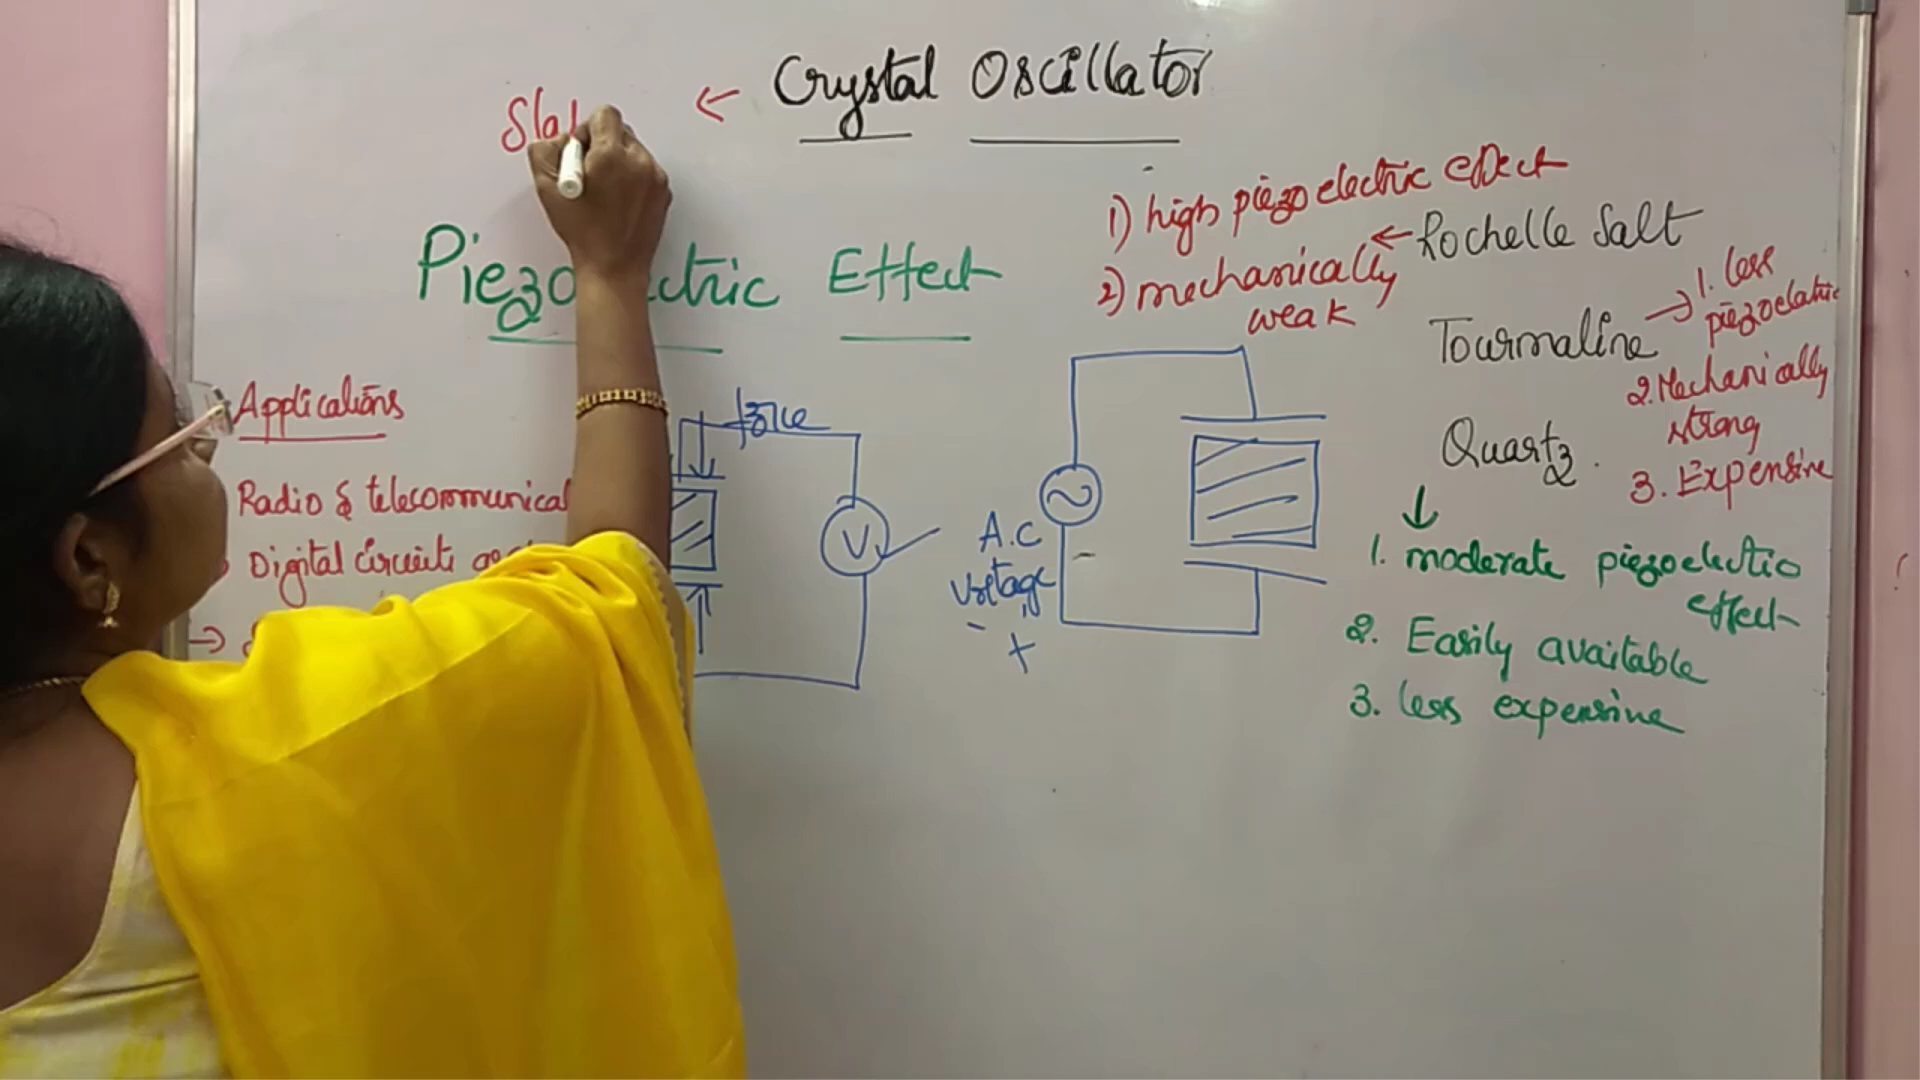 ← Crystal Oscillator
Piezo ctric Effect
Applications
Radio & telecommunicat
Digital Circuits
→
force
V
A.C
Voltage
- +
1) high piezo electric effect
2) mechanically
weak
← Rochelle Salt
Tourmaline → 1. less
piezoelectric
2. Mechanically
strong
3. Expensive
Quartz.
↓
1. moderate piezoelectric
effect
2. Easily available
3. less expensive